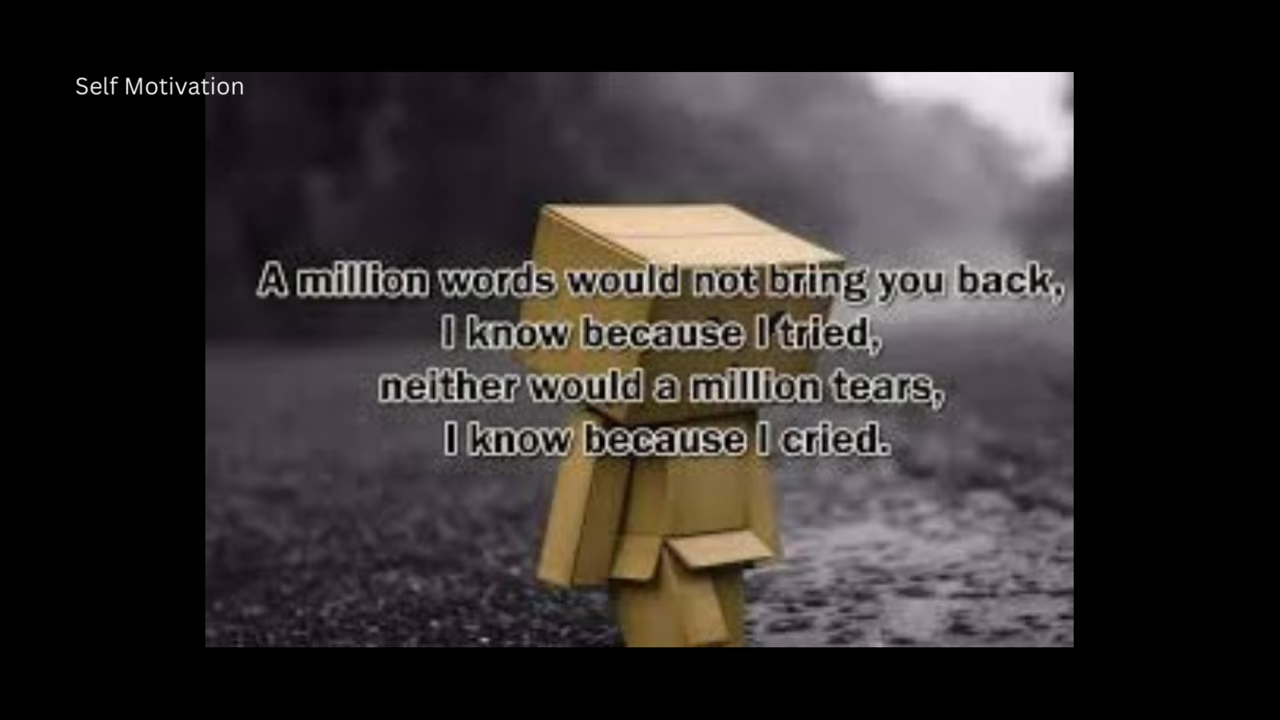 Self Motivation
A million words would not bring you back,
I know because I tried,
neither would a million tears,
I know because I cried.